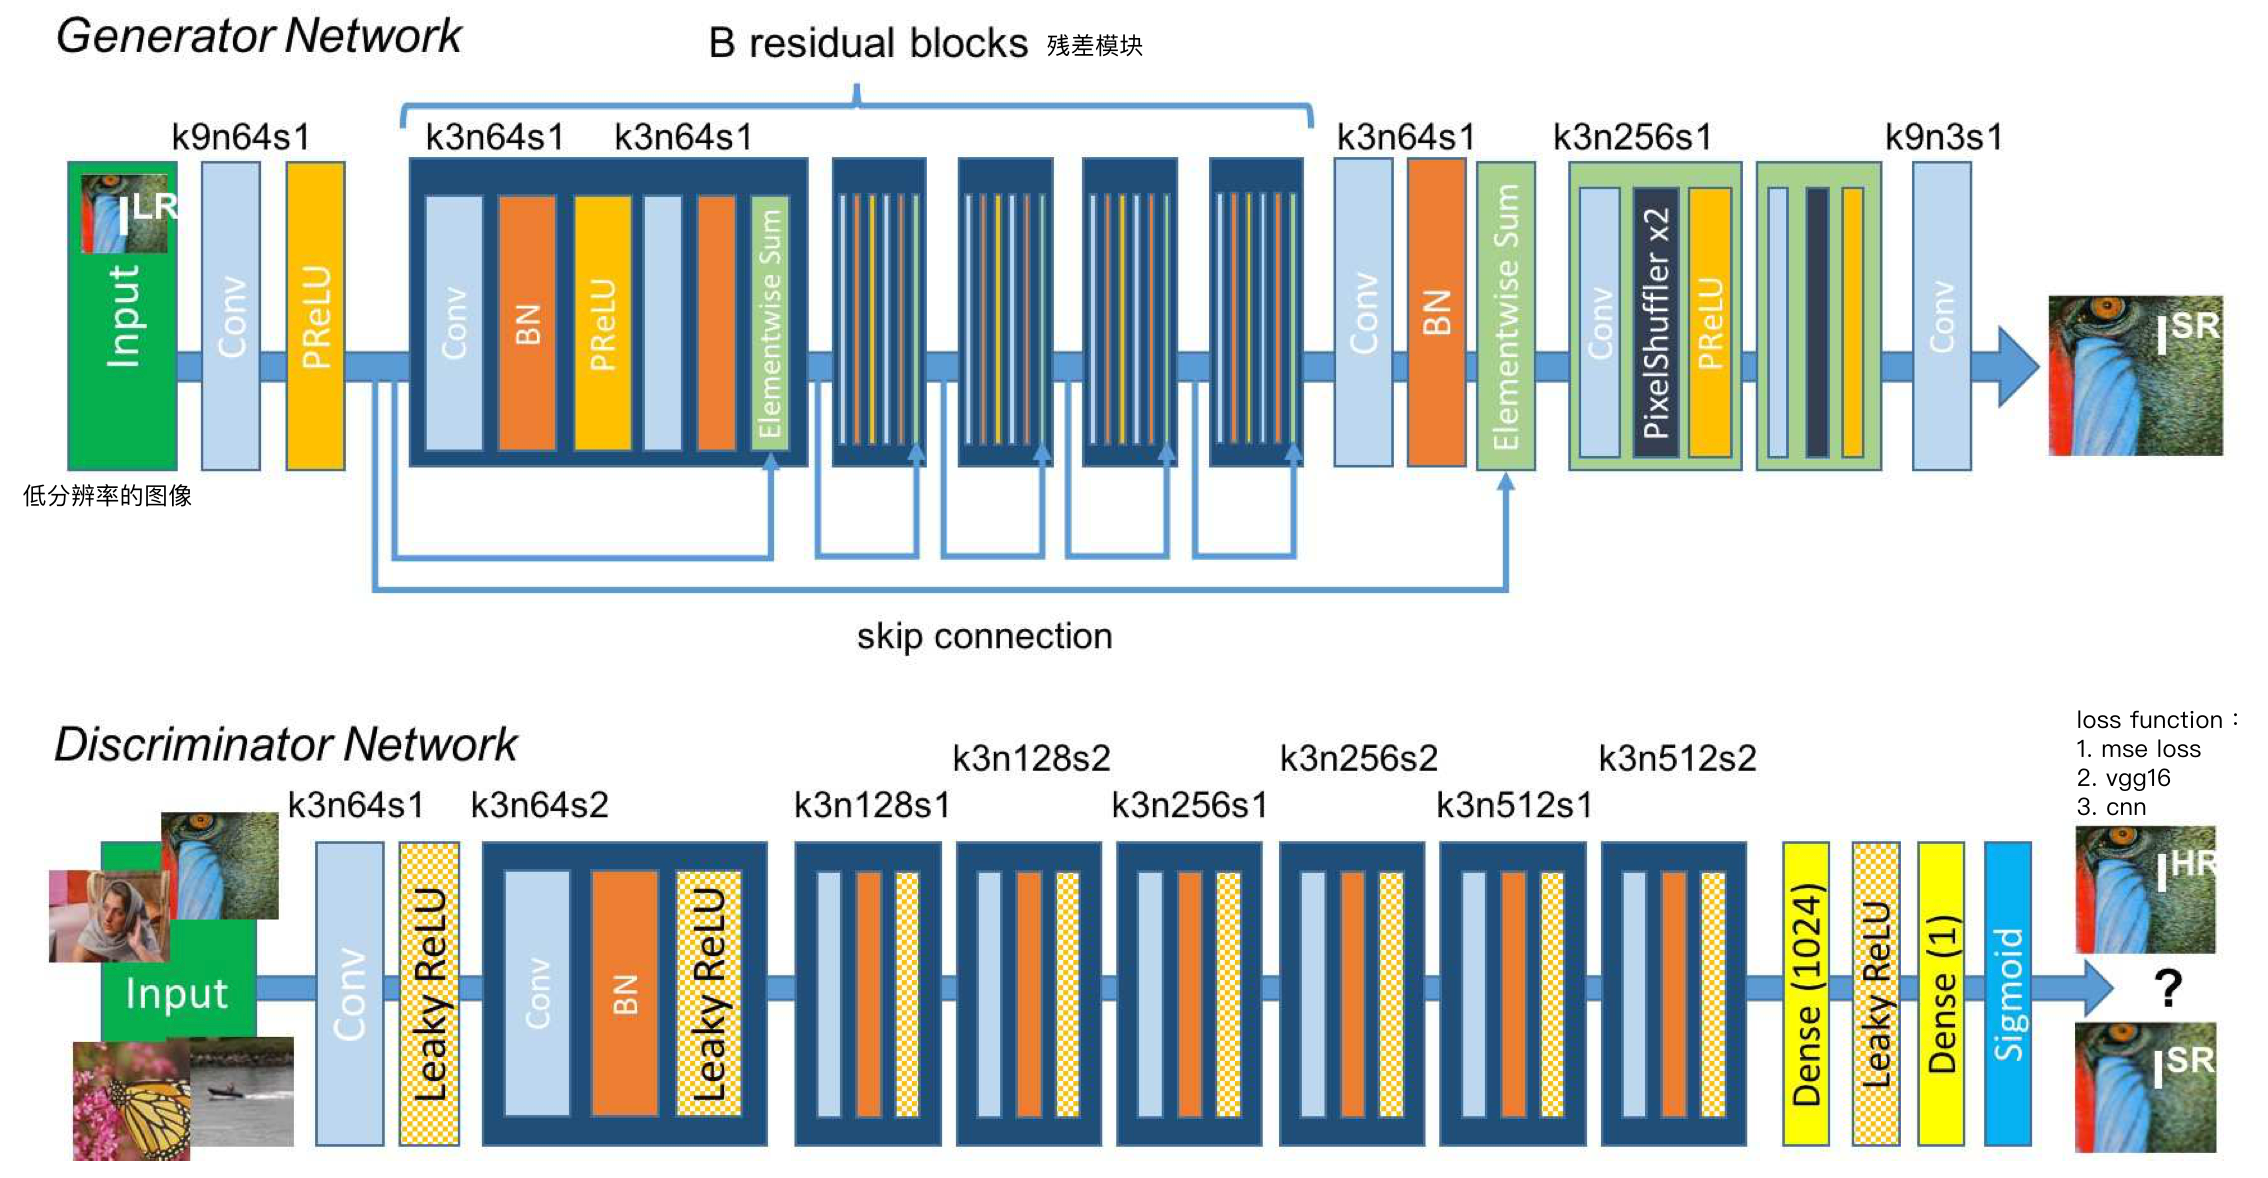 Generator Network
B residual blocks 残差模块
k9n64s1
k3n64s1
k3n64s1
k3n64s1
k3n256s1
k9n3s1
I LR
Input
Conv
PReLU
Conv
BN
PReLU
Elementwise Sum
Conv
BN
Elementwise Sum
Conv
PixelShuffler x2
PReLU
Conv
I SR
低分辨率的图像
skip connection
Discriminator Network
k3n64s1
k3n64s2
k3n128s1
k3n128s2
k3n256s1
k3n256s2
k3n512s1
k3n512s2
loss function：
1. mse loss
2. vgg16
3. cnn
Input
Conv
Leaky ReLU
Conv
BN
Leaky ReLU
Dense (1024)
Leaky ReLU
Dense (1)
Sigmoid
I HR
?
I SR